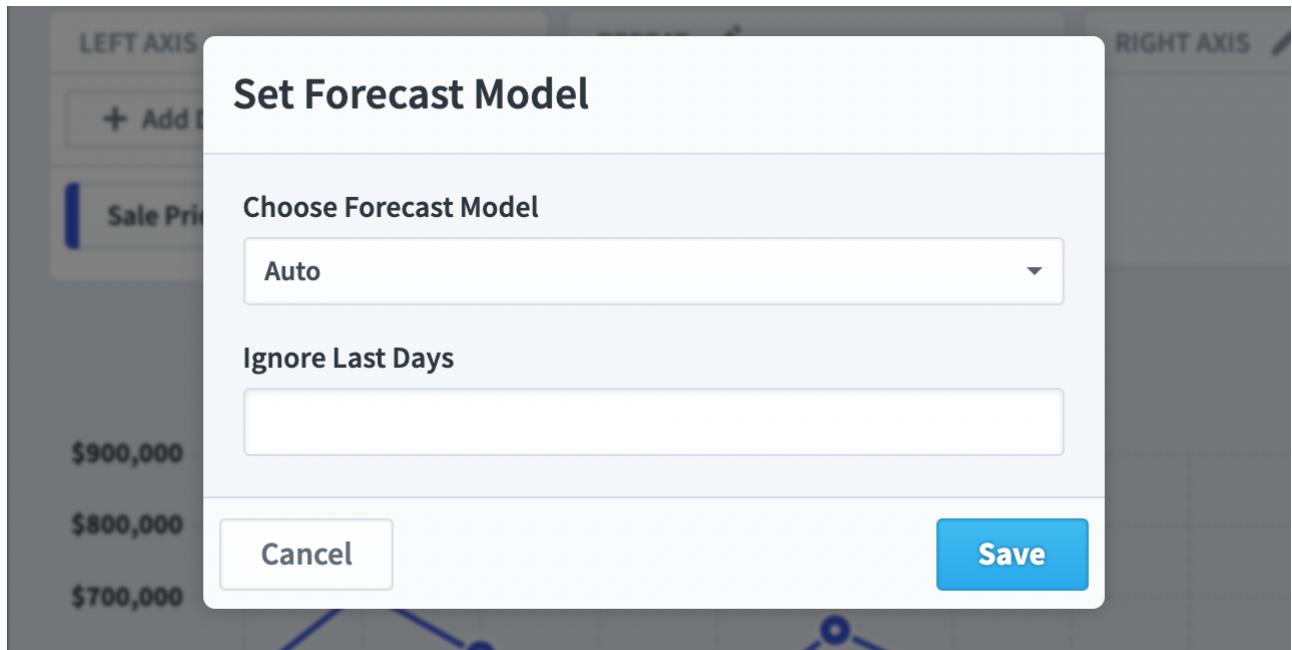 LEFT AXIS
RIGHT AXIS
Set Forecast Model
+ Add
Choose Forecast Model
Sale
Auto
Ignore Last Days
$900,000
$800,000
Cancel
Save
$700,000